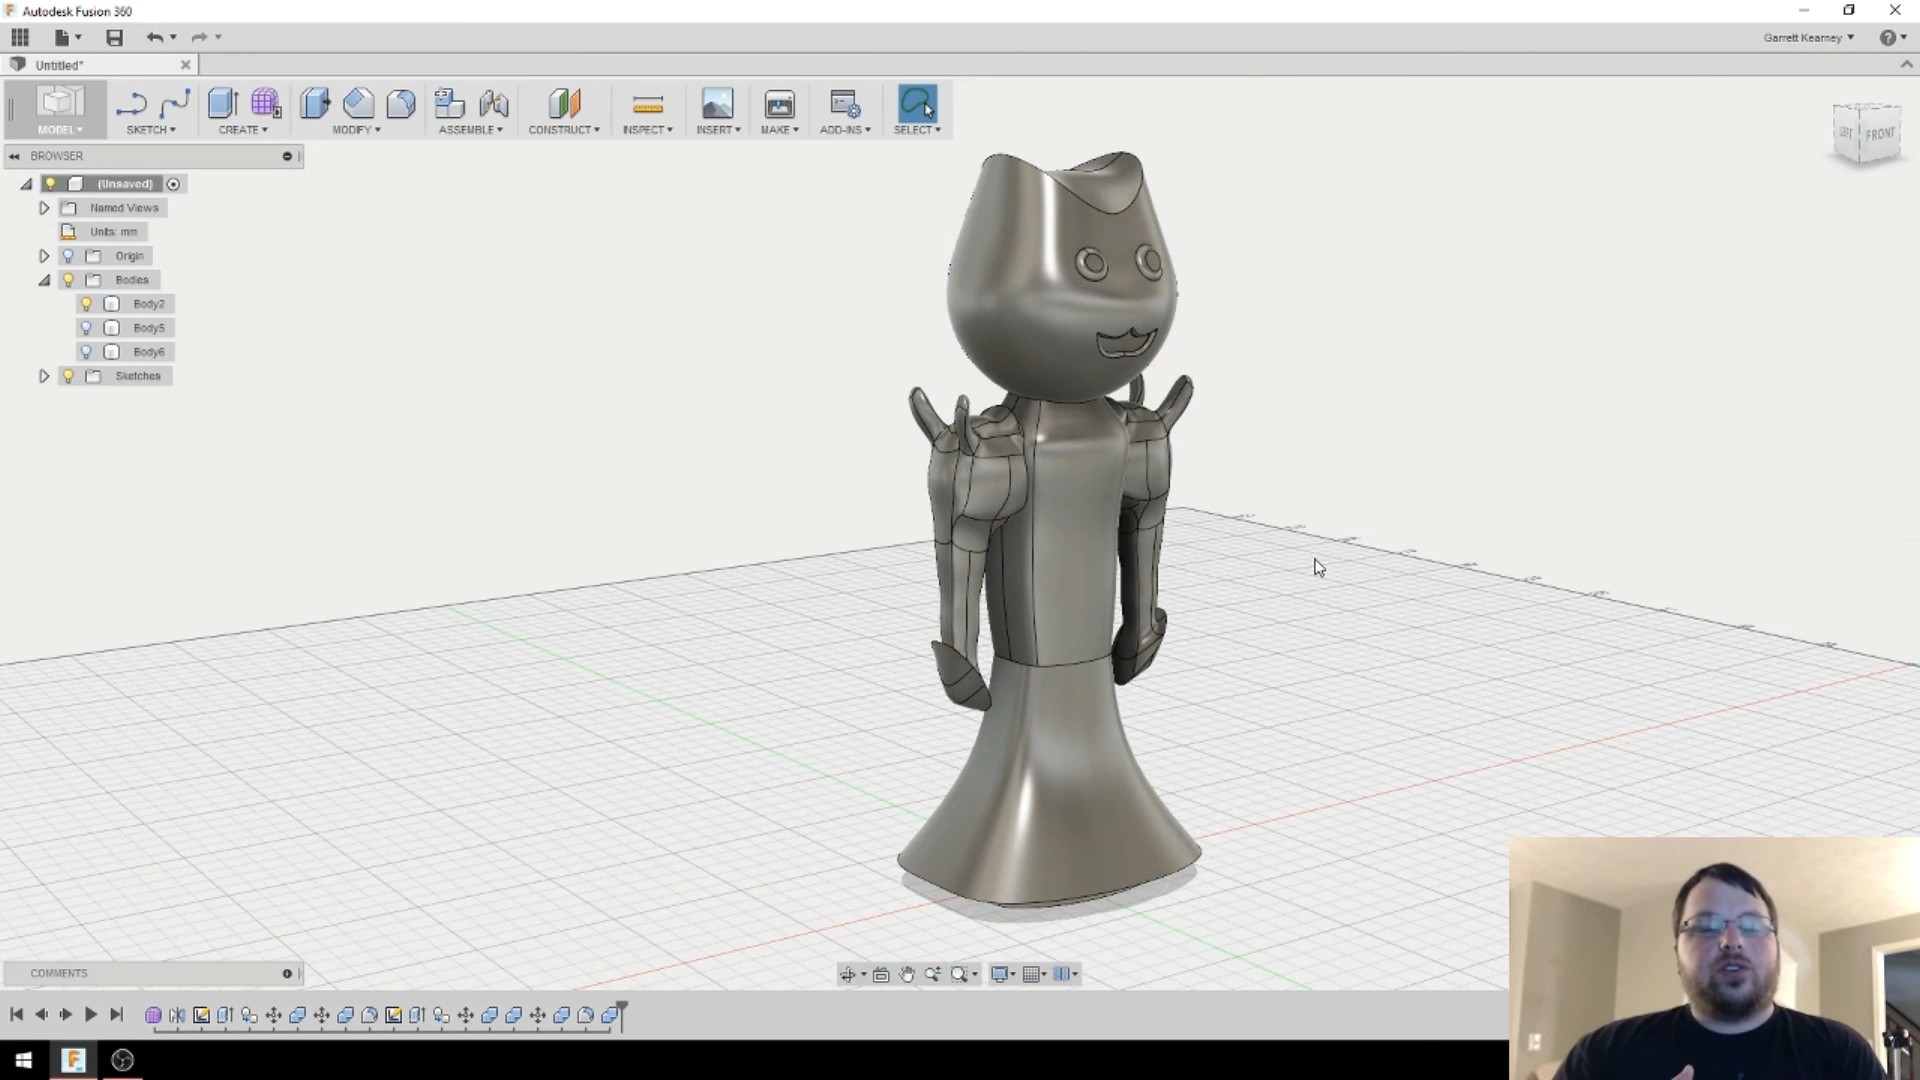 Autodesk Fusion 360
Garrett Kearney
Untitled*
MODEL
SKETCH
CREATE
MODIFY
ASSEMBLE
CONSTRUCT
INSPECT
INSERT
MAKE
ADD-INS
SELECT
LEFT
FRONT
BROWSER
(Unsaved)
Named Views
Units: mm
Origin
Bodies
Body2
Body5
Body6
Sketches
COMMENTS